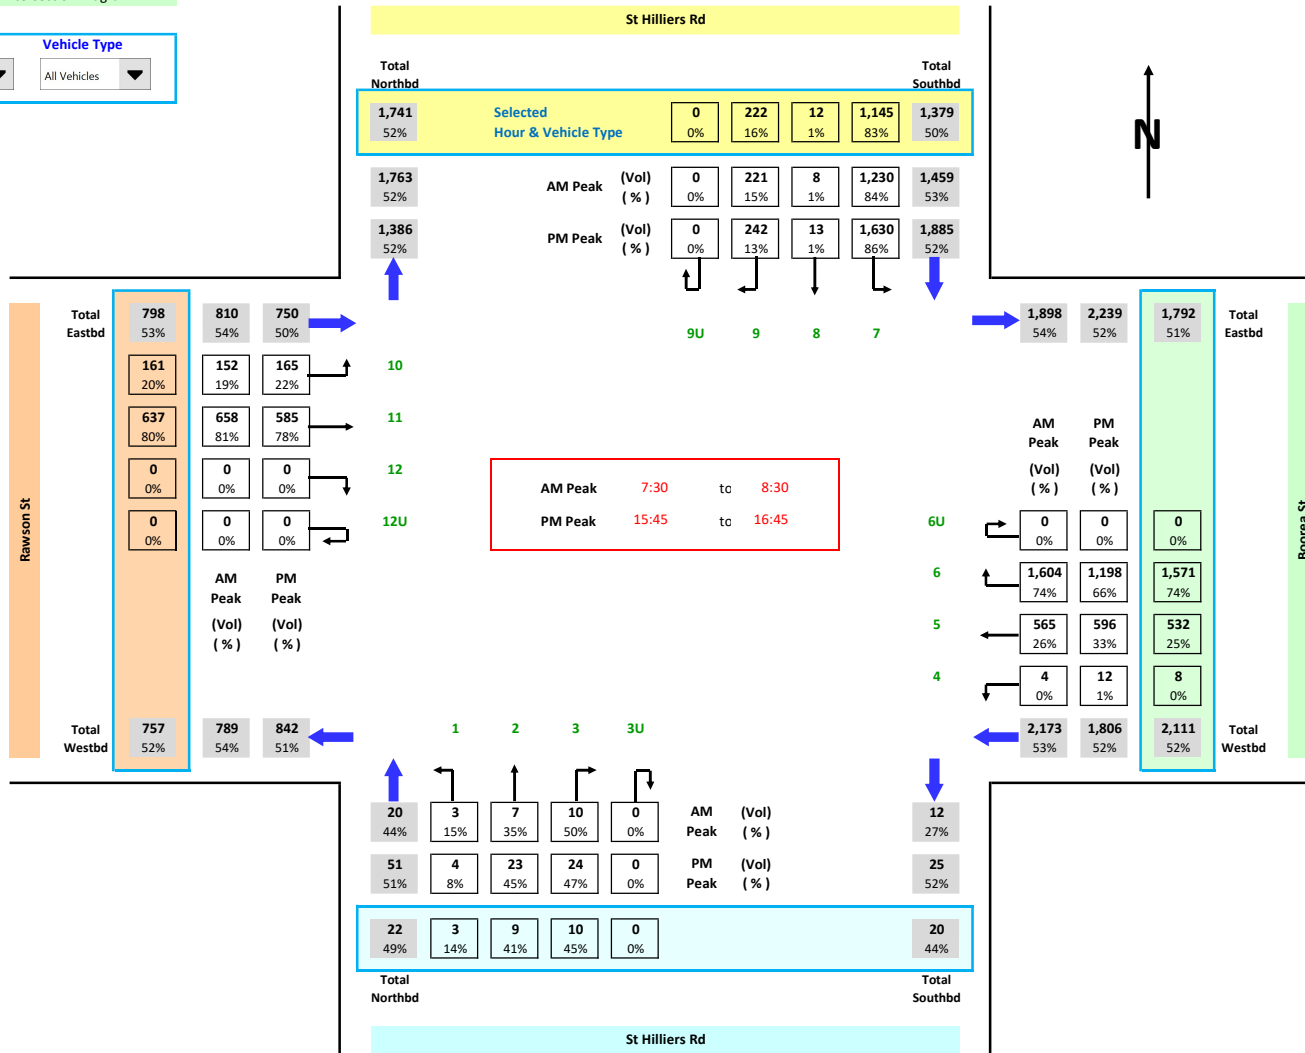 St Hilliers Rd
Vehicle Type
All Vehicles
Total Northbd
Total Southbd
1,741 52%
Selected Hour & Vehicle Type
0 0%
222 16%
12 1%
1,145 83%
1,379 50%
1,763 52%
AM Peak (Vol) ( % )
0 0%
221 15%
8 1%
1,230 84%
1,459 53%
1,386 52%
PM Peak (Vol) ( % )
0 0%
242 13%
13 1%
1,630 86%
1,885 52%
N
9U 9 8 7
Rawson St
Total Eastbd
798 53%
810 54%
750 50%
161 20%
152 19%
165 22%
10
637 80%
658 81%
585 78%
11
0 0%
0 0%
0 0%
12
0 0%
0 0%
0 0%
12U
AM Peak (Vol) ( % )
PM Peak (Vol) ( % )
Total Westbd
757 52%
789 54%
842 51%
AM Peak 7:30 to 8:30
PM Peak 15:45 to 16:45
1,898 54%
2,239 52%
1,792 51%
Total Eastbd
AM Peak (Vol) ( % )
PM Peak (Vol) ( % )
6U
0 0%
0 0%
0 0%
6
1,604 74%
1,198 66%
1,571 74%
5
565 26%
596 33%
532 25%
4
4 0%
12 1%
8 0%
2,173 53%
1,806 52%
2,111 52%
Total Westbd
Boorea St
1 2 3 3U
20 44%
3 15%
7 35%
10 50%
0 0%
AM Peak (Vol) ( % )
12 27%
51 51%
4 8%
23 45%
24 47%
0 0%
PM Peak (Vol) ( % )
25 52%
22 49%
3 14%
9 41%
10 45%
0 0%
20 44%
Total Northbd
Total Southbd
St Hilliers Rd